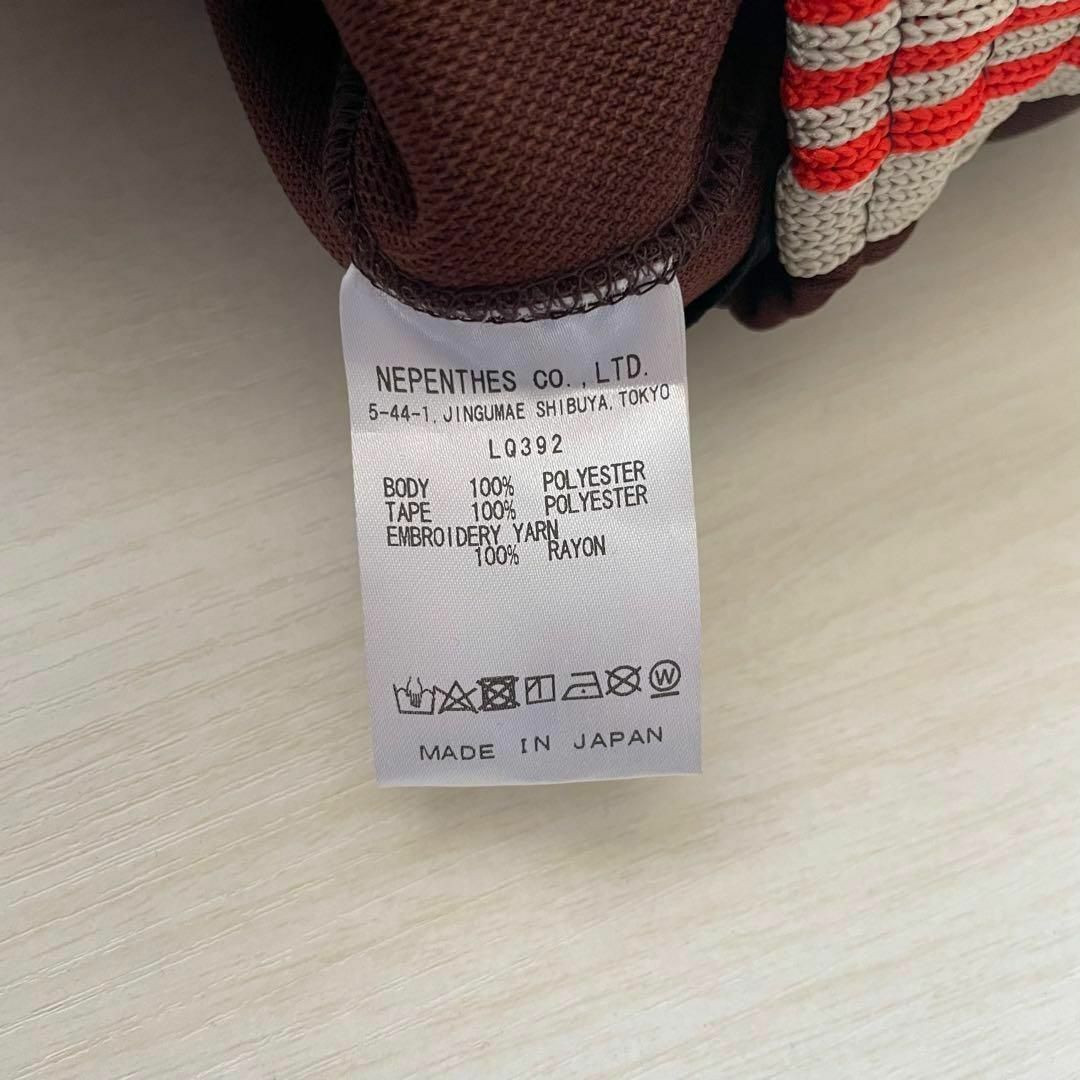 NEPENTHES CO., LTD.
5-44-1, JINGUMAE SHIBUYA, TOKYO
LQ392
BODY 100% POLYESTER
TAPE 100% POLYESTER
EMBROIDERY YARN
100% RAYON
W
MADE IN JAPAN